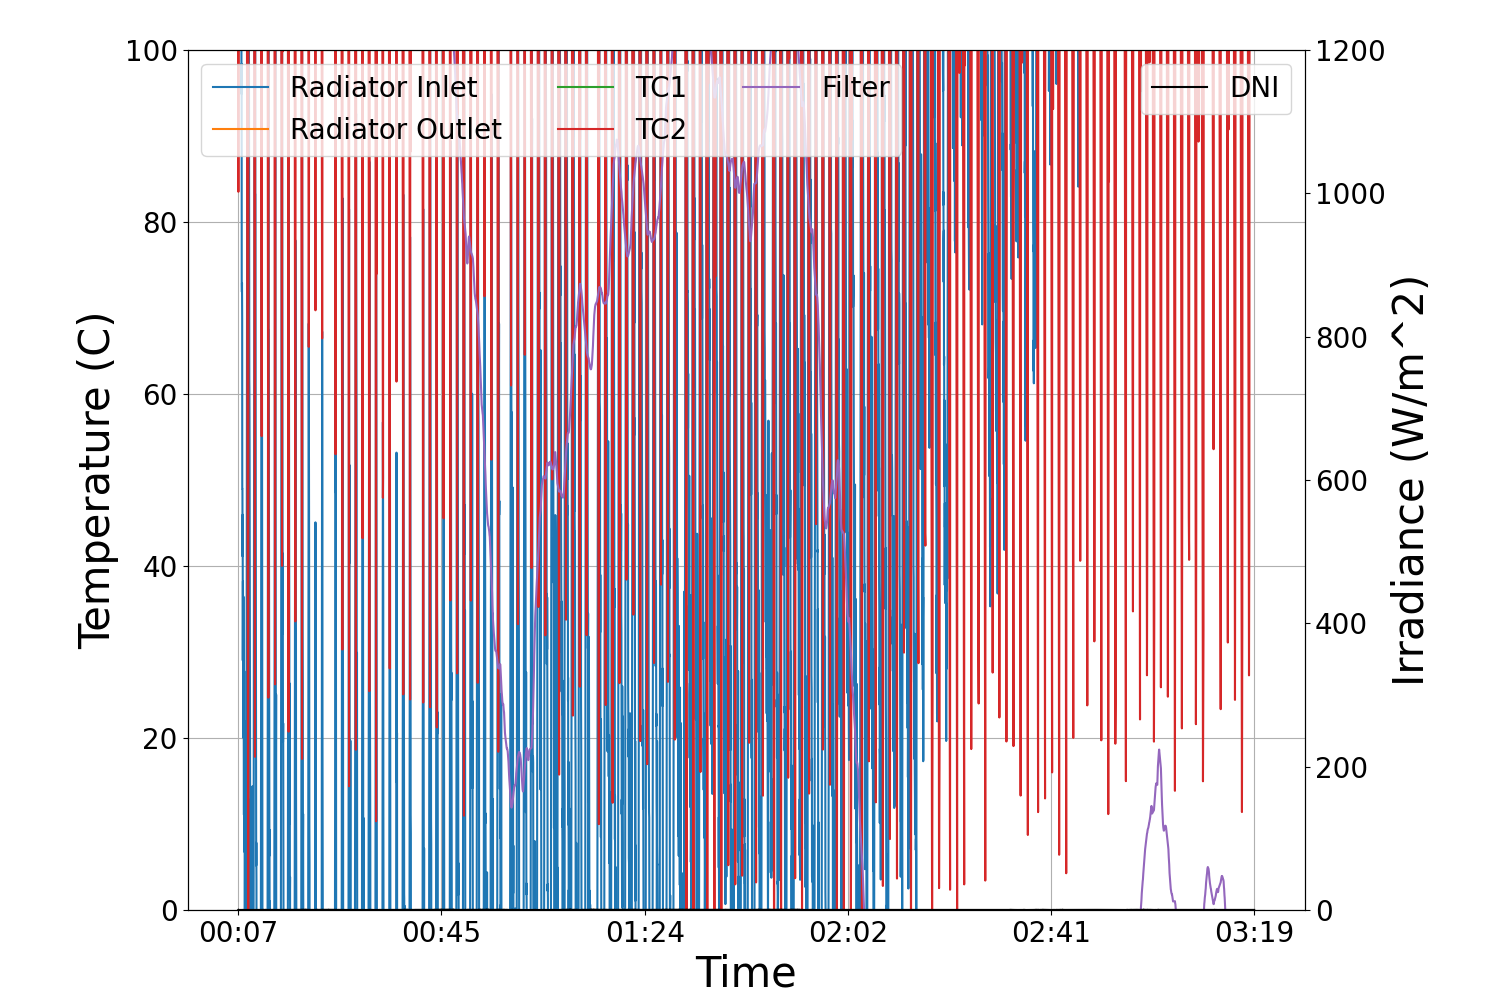 Radiator Inlet
Radiator Outlet
TC1
TC2
Filter
DNI
Temperature (C)
100
80
60
40
20
0
Irradiance (W/m^2)
1200
1000
800
600
400
200
0
00:07 00:45 01:24 02:02 02:41 03:19
Time